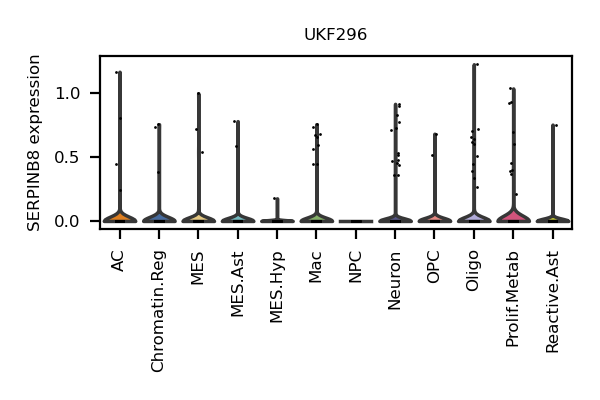 UKF296
SERPINB8 expression
1.0
0.5
0.0
AC
Chromatin.Reg
MES
MES.Ast
MES.Hyp
Mac
NPC
Neuron
OPC
Oligo
Prolif.Metab
Reactive.Ast